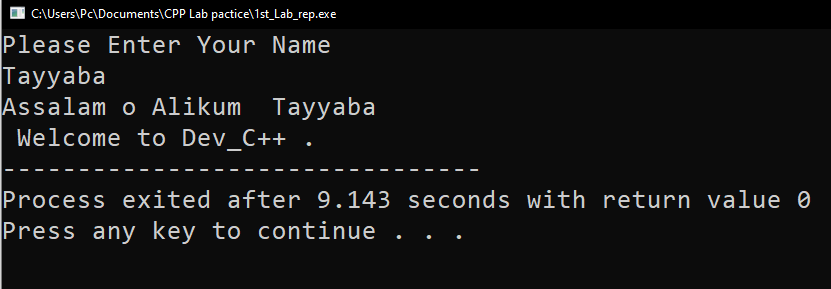 C:\Users\Pc\Documents\CPP Lab pactice\1st_Lab_rep.exe
Please Enter Your Name
Tayyaba
Assalam o Alikum  Tayyaba
 Welcome to Dev_C++ .
--------------------------------
Process exited after 9.143 seconds with return value 0
Press any key to continue . . .